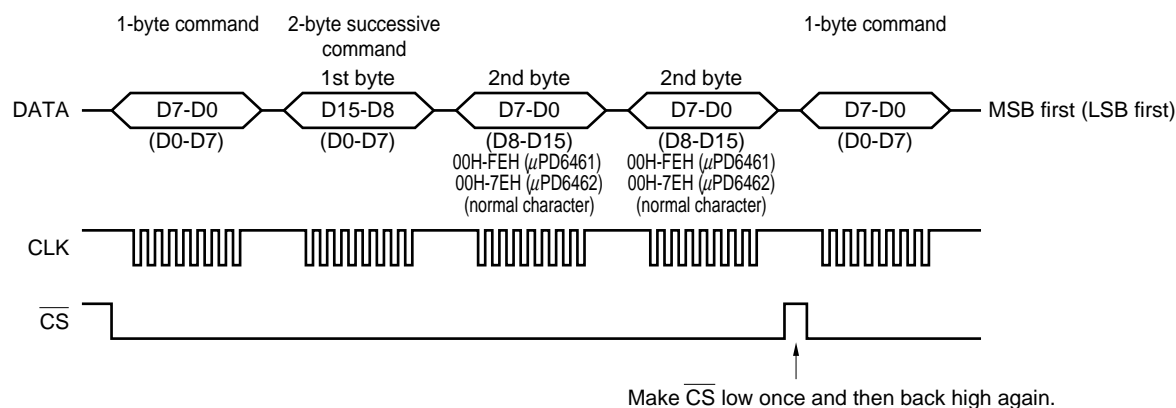 1-byte command
2-byte successive
command
1-byte command
1st byte
2nd byte
2nd byte
DATA
D7-D0
D15-D8
D7-D0
D7-D0
D7-D0
MSB first (LSB first)
(D0-D7)
(D0-D7)
(D8-D15)
(D8-D15)
(D0-D7)
00H-FEH (μPD6461)
00H-7EH (μPD6462)
(normal character)
00H-FEH (μPD6461)
00H-7EH (μPD6462)
(normal character)
CLK
CS
Make CS low once and then back high again.